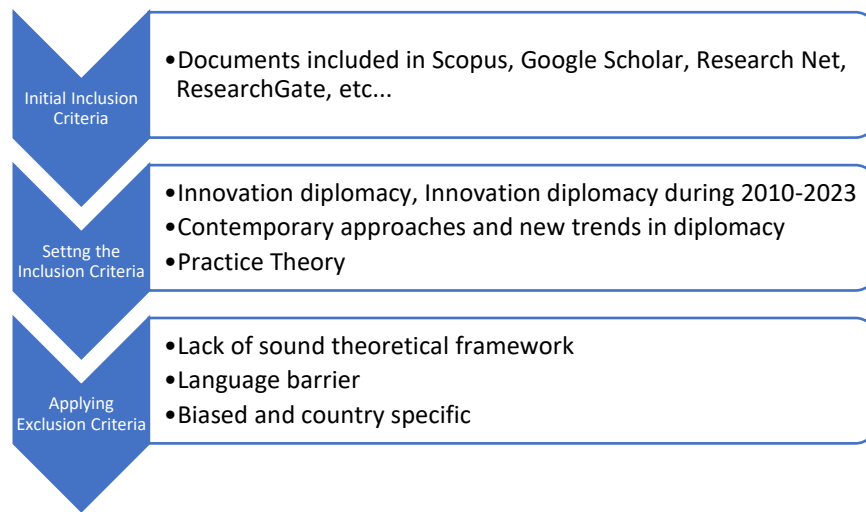 Initial Inclusion
Criteria
•Documents included in Scopus, Google Scholar, Research Net,
ResearchGate, etc...
Settng the
Inclusion Criteria
•Innovation diplomacy, Innovation diplomacy during 2010-2023
•Contemporary approaches and new trends in diplomacy
•Practice Theory
Applying
Exclusion Criteria
•Lack of sound theoretical framework
•Language barrier
•Biased and country specific